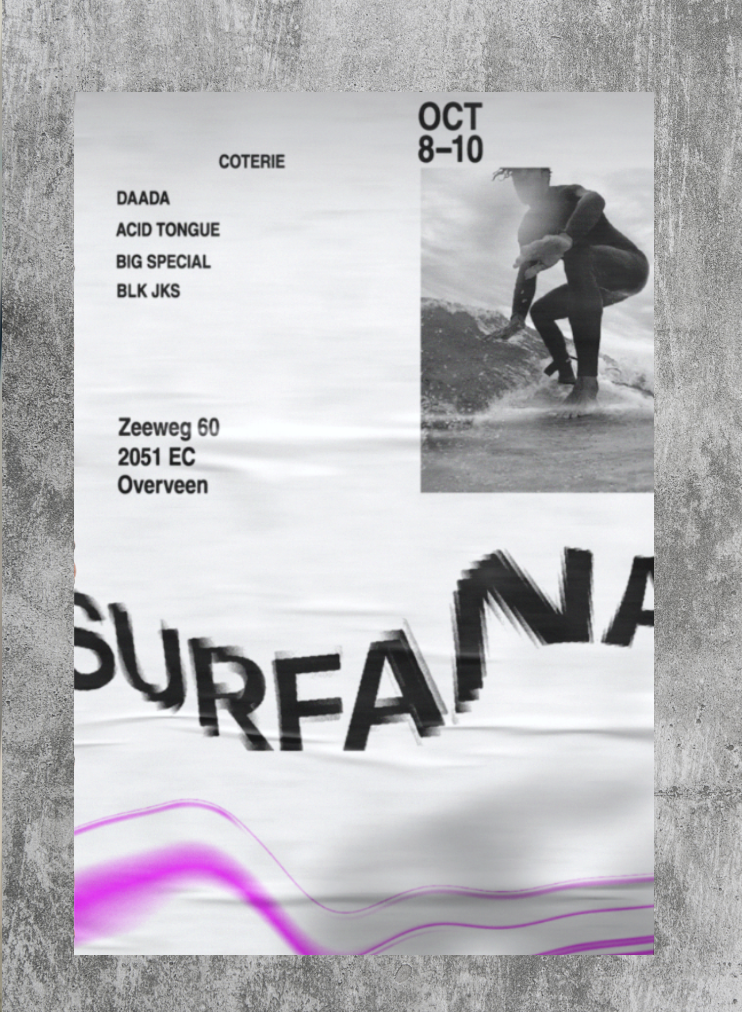 OCT
8–10
COTERIE
DAADA
ACID TONGUE
BIG SPECIAL
BLK JKS
Zeeweg 60
2051 EC
Overveen
SURFANA